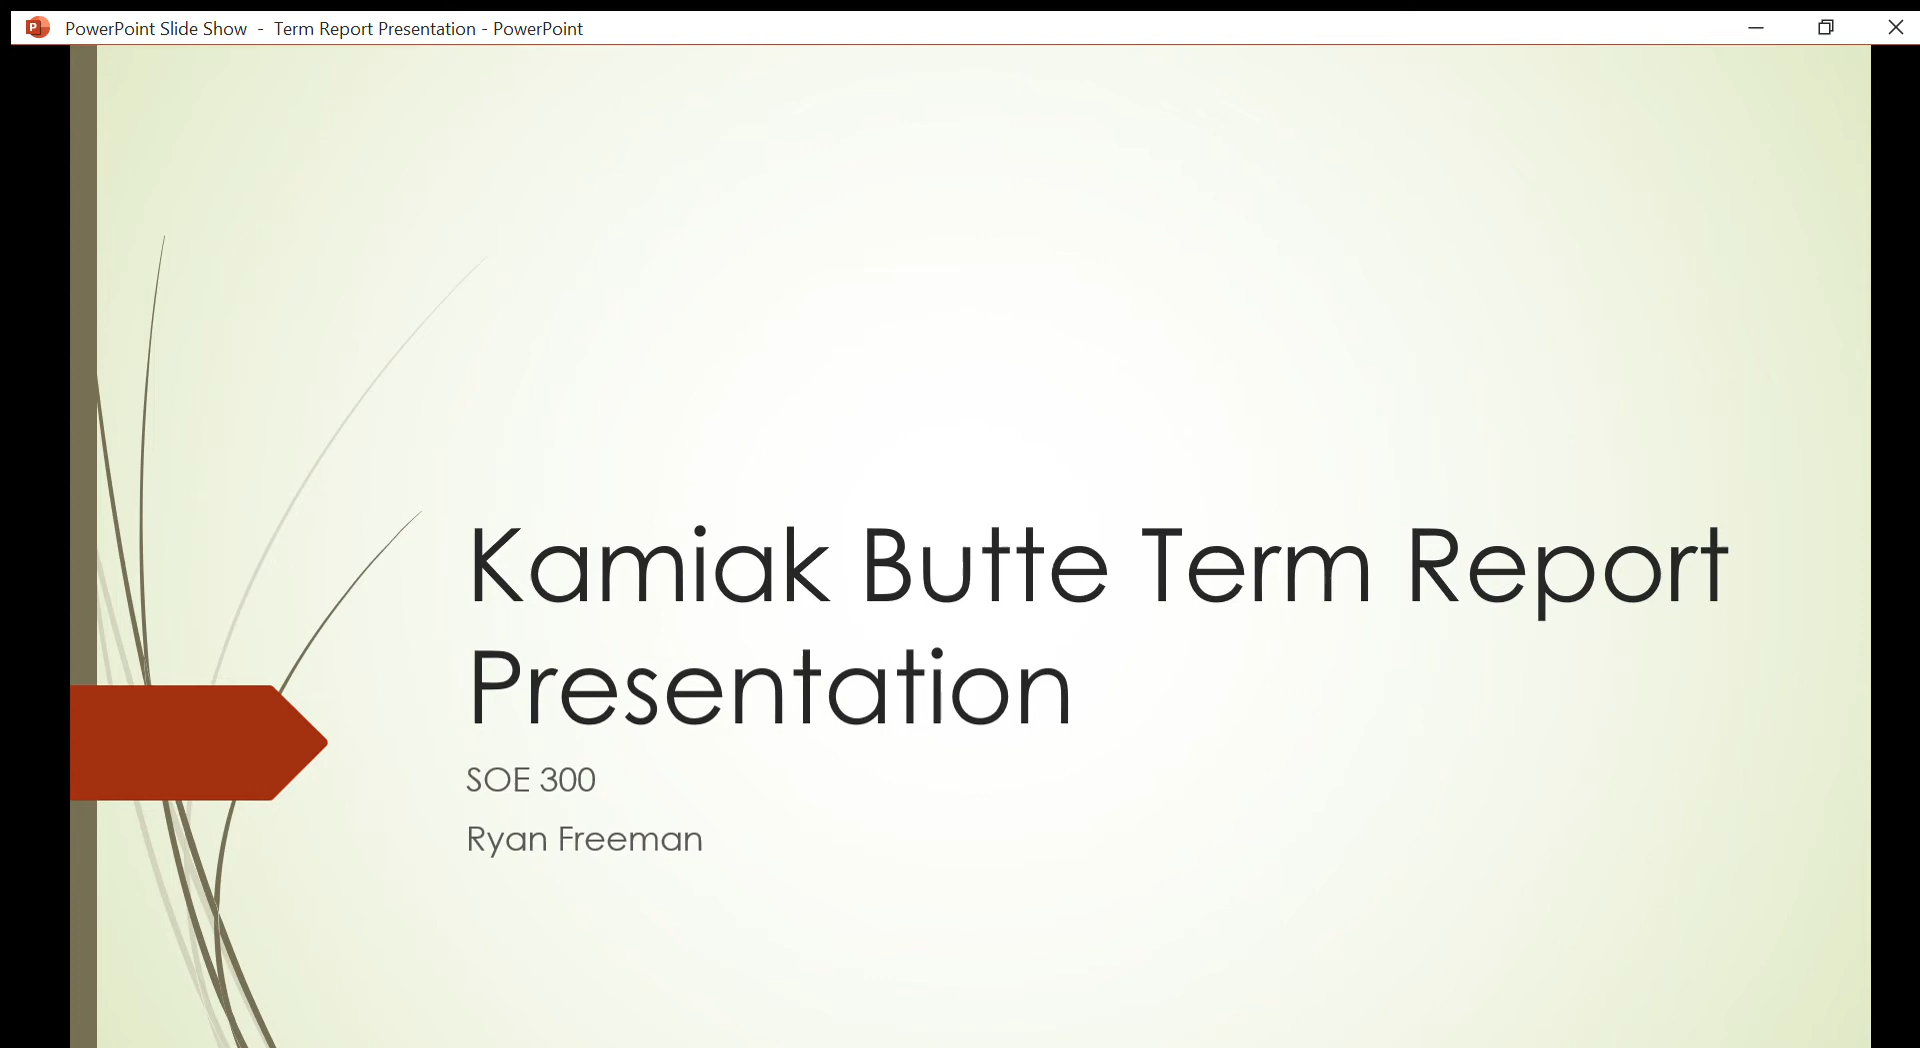 PowerPoint Slide Show - Term Report Presentation - PowerPoint
Kamiak Butte Term Report
Presentation
SOE 300
Ryan Freeman